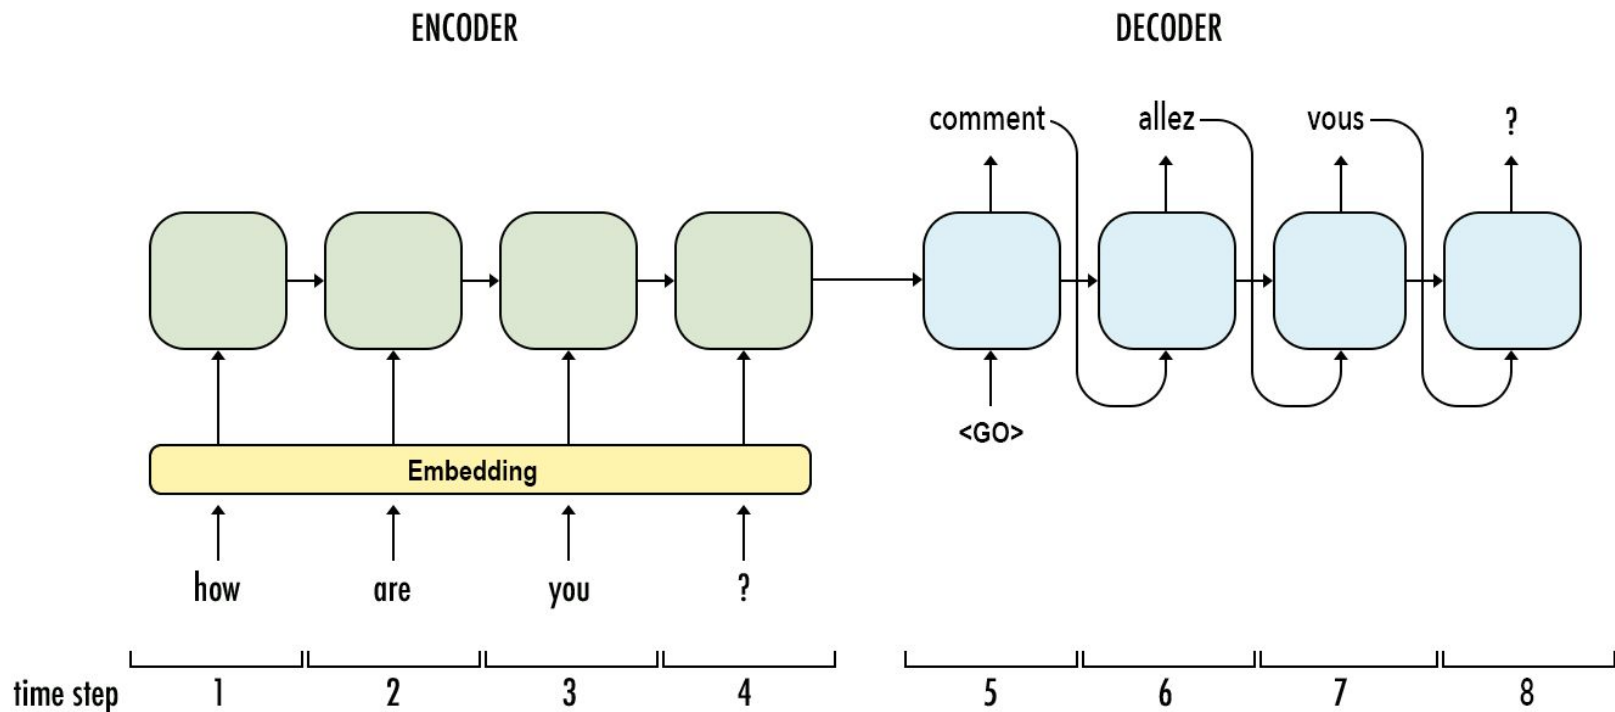 ENCODER DECODER
comment allez vous ?
<GO>
Embedding
how are you ?
time step 1 2 3 4 5 6 7 8